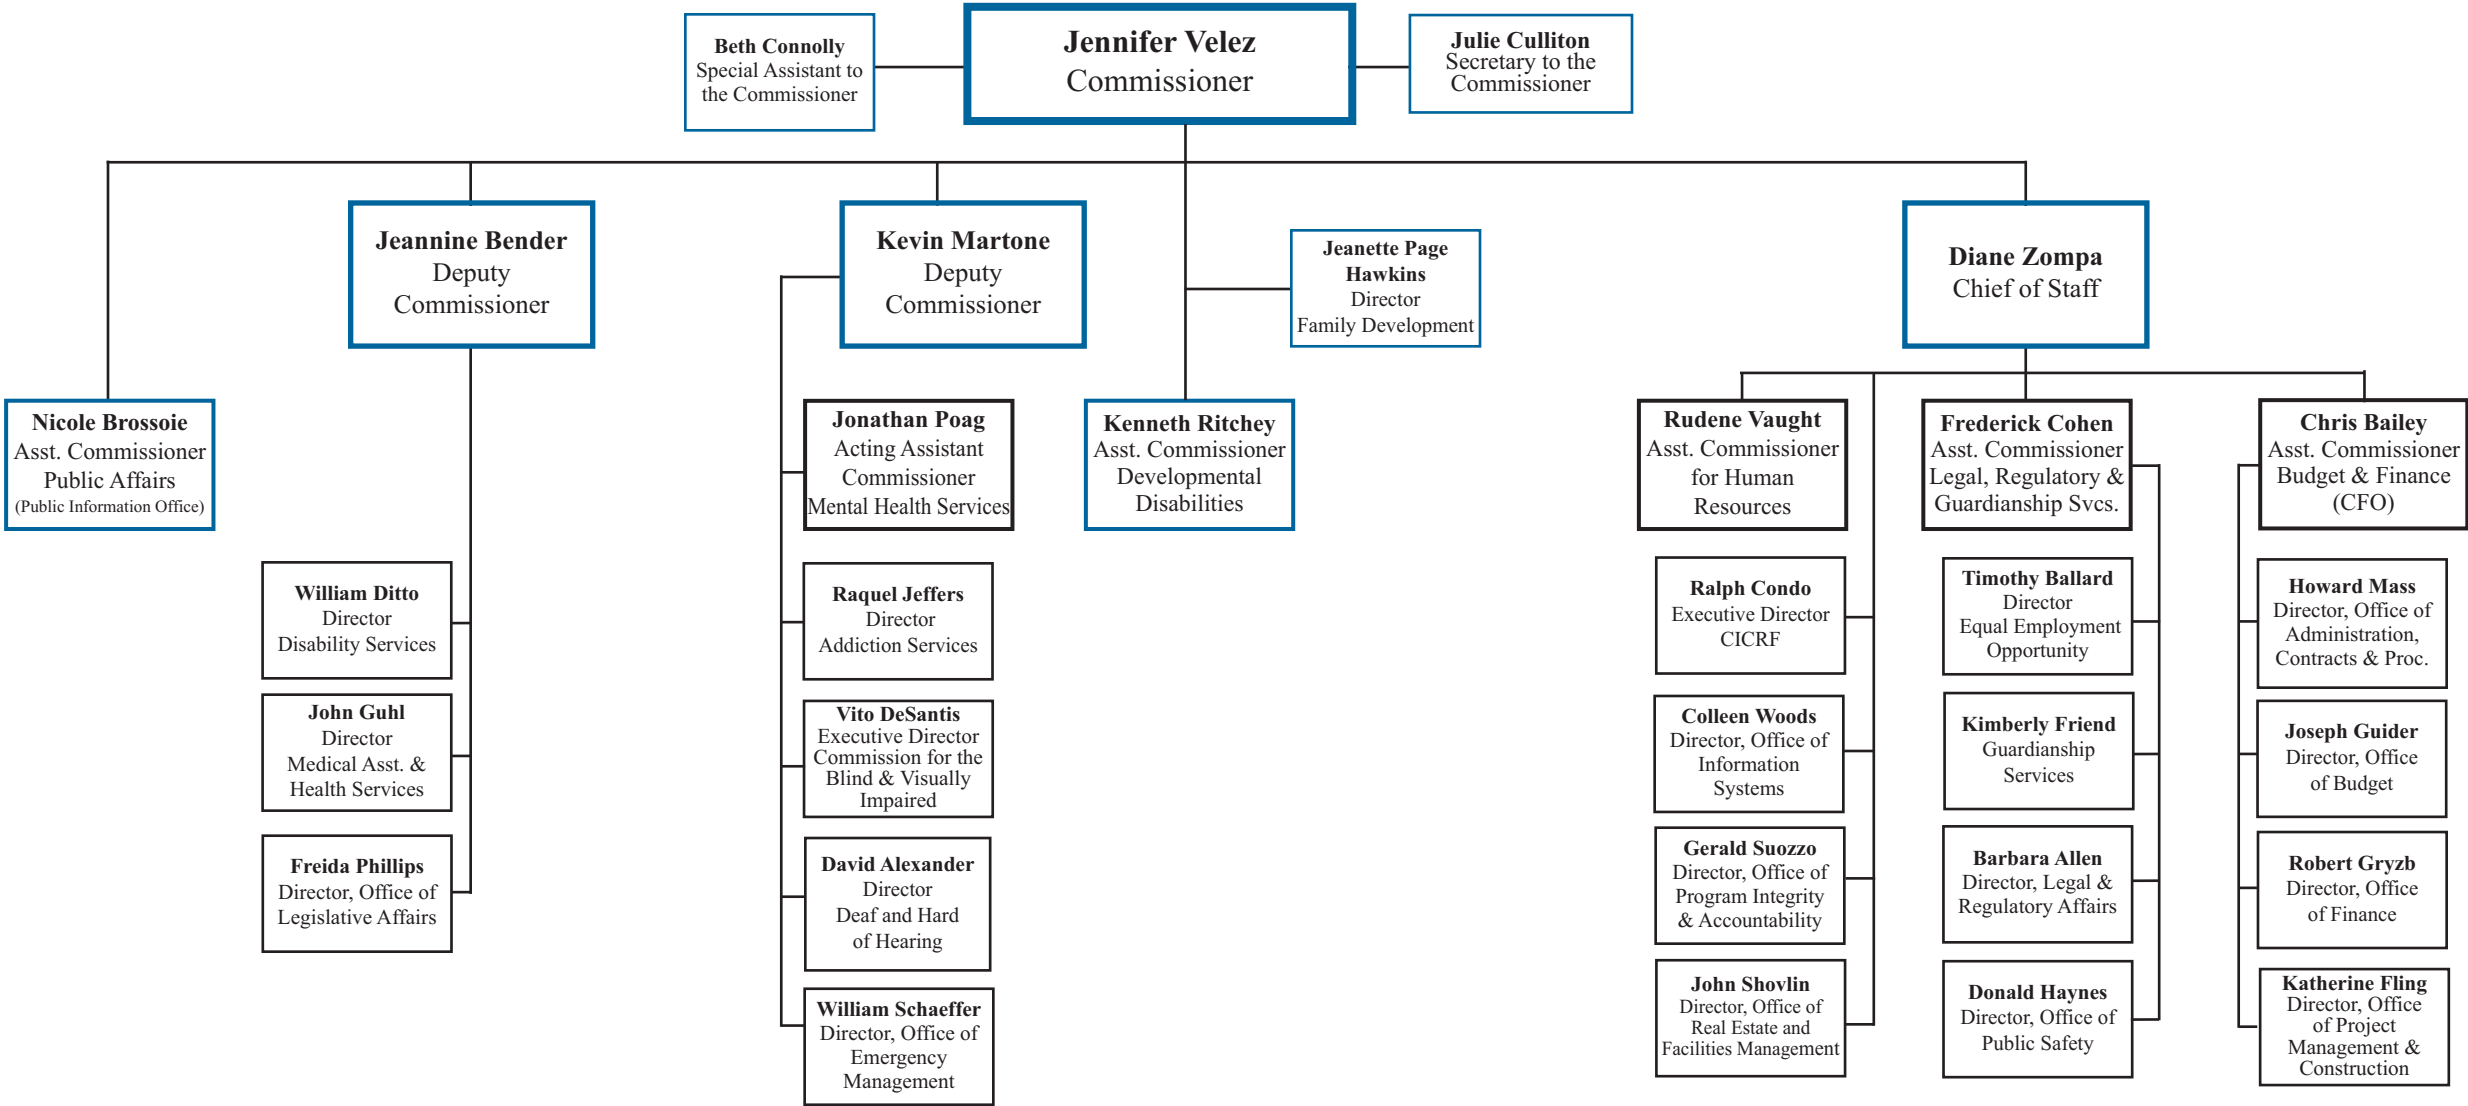 Beth Connolly
Special Assistant to
the Commissioner
Jennifer Velez
Commissioner
Julie Culliton
Secretary to the
Commissioner
Jeannine Bender
Deputy
Commissioner
Kevin Martone
Deputy
Commissioner
Jeanette Page
Hawkins
Director
Family Development
Diane Zompa
Chief of Staff
Nicole Brossoie
Asst. Commissioner
Public Affairs
(Public Information Office)
Jonathan Poag
Acting Assistant
Commissioner
Mental Health Services
Kenneth Ritchey
Asst. Commissioner
Developmental
Disabilities
Rudene Vaught
Asst. Commissioner
for Human
Resources
Frederick Cohen
Asst. Commissioner
Legal, Regulatory &
Guardianship Svcs.
Chris Bailey
Asst. Commissioner
Budget & Finance
(CFO)
William Ditto
Director
Disability Services
John Guhl
Director
Medical Asst. &
Health Services
Freida Phillips
Director, Office of
Legislative Affairs
Raquel Jeffers
Director
Addiction Services
Vito DeSantis
Executive Director
Commission for the
Blind & Visually
Impaired
David Alexander
Director
Deaf and Hard
of Hearing
William Schaeffer
Director, Office of
Emergency
Management
Ralph Condo
Executive Director
CICRF
Colleen Woods
Director, Office of
Information
Systems
Gerald Suozzo
Director, Office of
Program Integrity
& Accountability
John Shovlin
Director, Office of
Real Estate and
Facilities Management
Timothy Ballard
Director
Equal Employment
Opportunity
Kimberly Friend
Guardianship
Services
Barbara Allen
Director, Legal &
Regulatory Affairs
Donald Haynes
Director, Office of
Public Safety
Howard Mass
Director, Office of
Administration,
Contracts & Proc.
Joseph Guider
Director, Office
of Budget
Robert Gryzb
Director, Office
of Finance
Katherine Fling
Director, Office
of Project
Management &
Construction